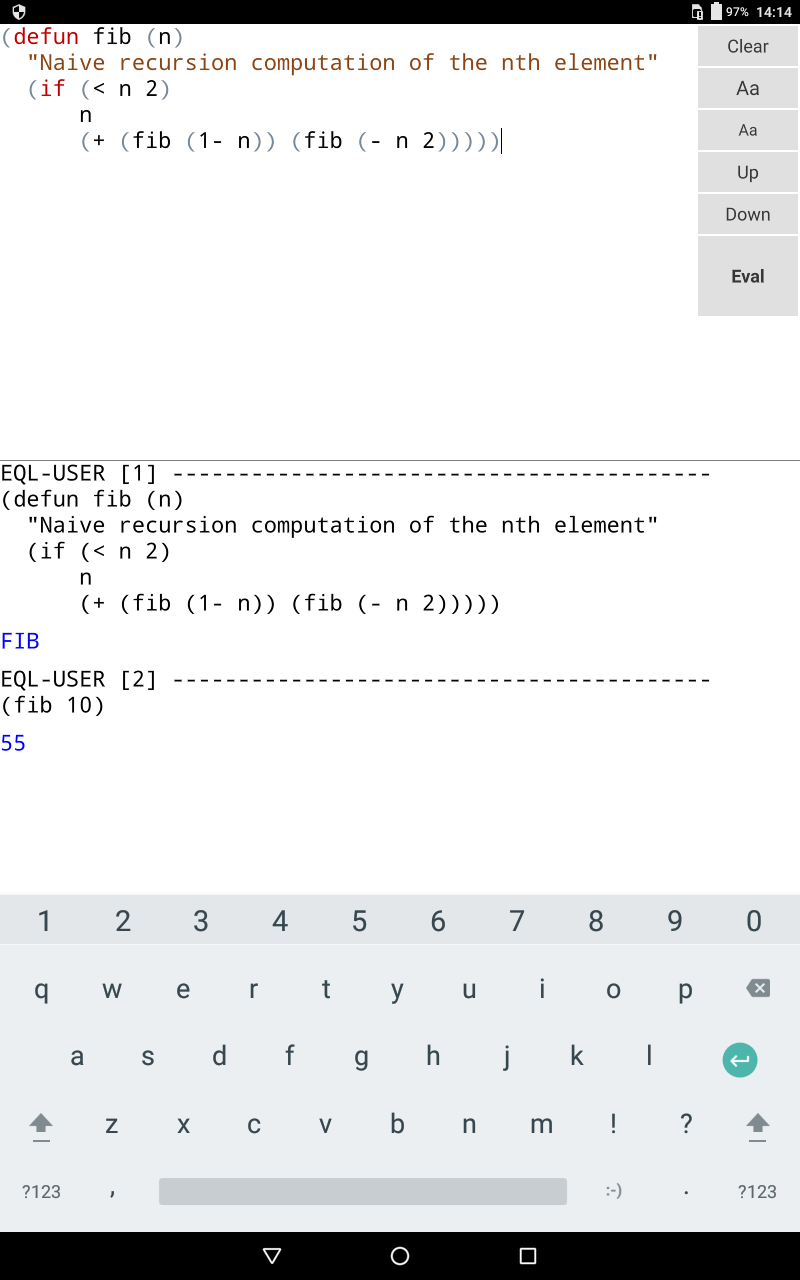 97% 14:14
(defun fib (n)
  "Naive recursion computation of the nth element"
  (if (< n 2)
      n
      (+ (fib (1- n)) (fib (- n 2)))))
Clear
Aa
Aa
Up
Down
Eval
EQL-USER [1] -----------------------------------------
(defun fib (n)
  "Naive recursion computation of the nth element"
  (if (< n 2)
      n
      (+ (fib (1- n)) (fib (- n 2)))))
FIB
EQL-USER [2] -----------------------------------------
(fib 10)
55
1 2 3 4 5 6 7 8 9 0
q w e r t y u i o p
a s d f g h j k l
z x c v b n m ! ?
?123 , :-) . ?123